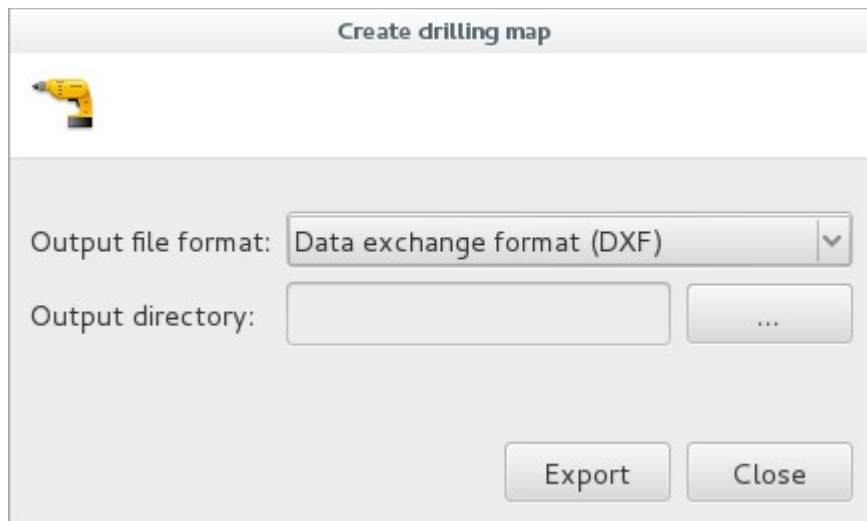 Create drilling map
Output file format: Data exchange format (DXF)
Output directory: ...
Export Close